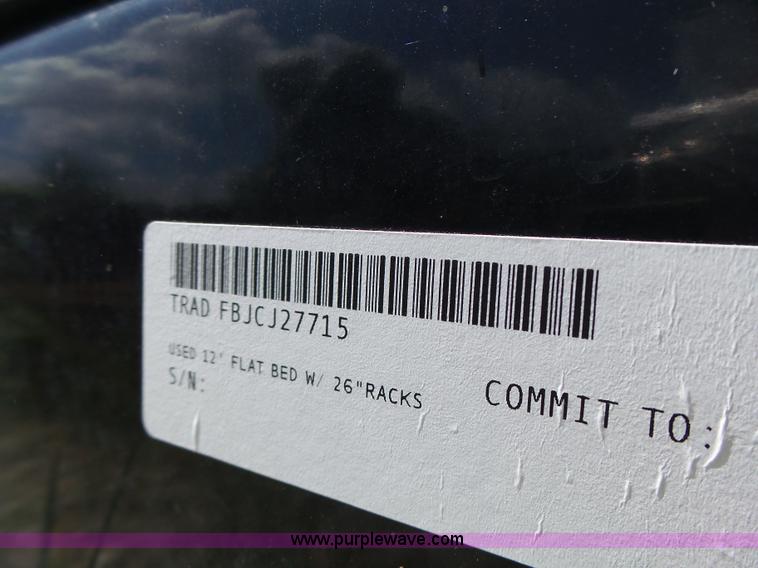 TRAD FBJCJ27715
USED 12' FLAT BED W/ 26"RACKS
S/N:
COMMIT TO:
www.purplewave.com